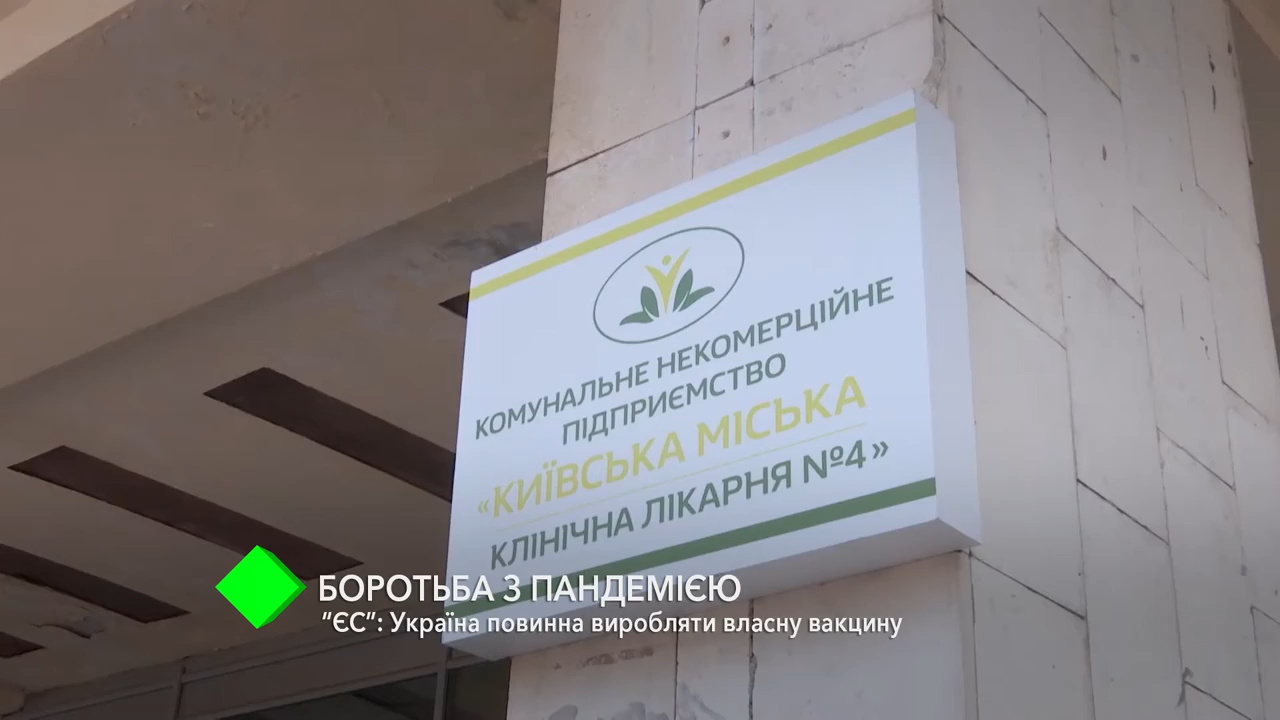 КОМУНАЛЬНЕ НЕКОМЕРЦІЙНЕ
ПІДПРИЄМСТВО
«КИЇВСЬКА МІСЬКА
КЛІНІЧНА ЛІКАРНЯ №4»
БОРОТЬБА З ПАНДЕМІЄЮ
“ЄС”: Україна повинна виробляти власну вакцину